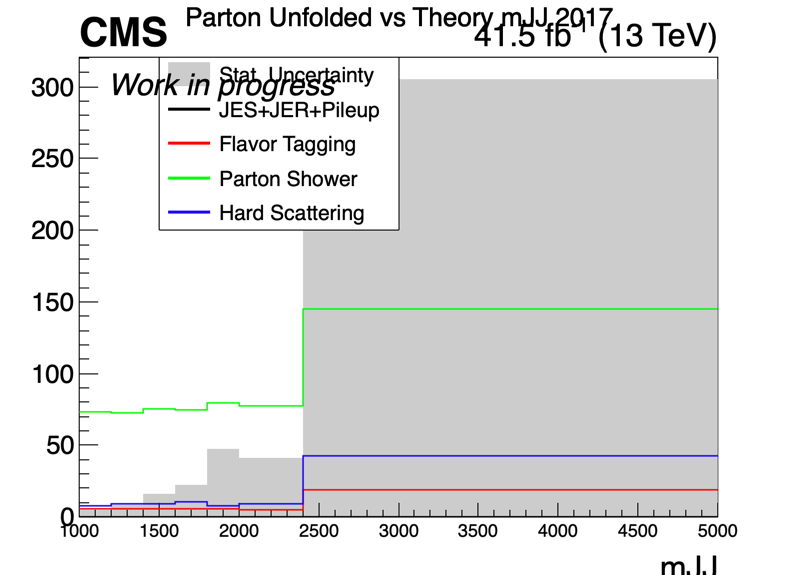 Parton Unfolded vs Theory mJJ 2017
CMS
41.5 fb-1 (13 TeV)
Work in progress
Stat. Uncertainty
JES+JER+Pileup
Flavor Tagging
Parton Shower
Hard Scattering
300
250
200
150
100
50
0
1000 1500 2000 2500 3000 3500 4000 4500 5000
mJJ